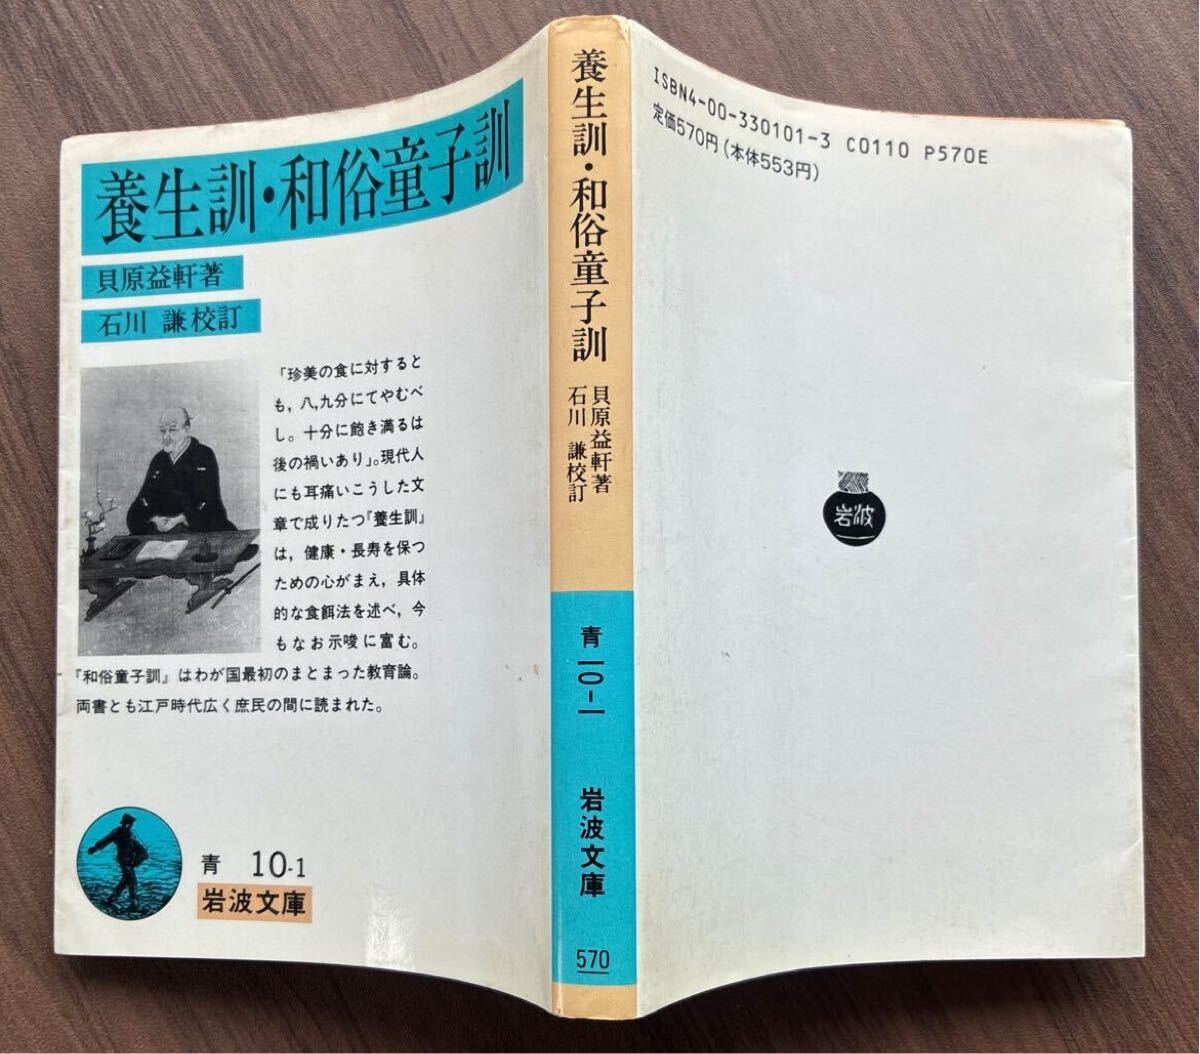 養生訓・和俗童子訓
貝原益軒著
石川 謙校訂
「珍美の食に対すると
も，八,九分にてやむべ
し。十分に飽き満るは
後の禍いあり」。現代人
にも耳痛いこうした文
章で成りたつ『養生訓』
は，健康・長寿を保つ
ための心がまえ，具体
的な食餌法を述べ，今
もなお示唆に富む。
『和俗童子訓』はわが国最初のまとまった教育論。
両書とも江戸時代広く庶民の間に読まれた。
青 10-1
岩波文庫
養生訓・和俗童子訓
貝原益軒著
石川 謙校訂
青一〇-一
岩波文庫
570
ISBN4-00-330101-3 C0110 P570E
定価570円(本体553円)
岩波